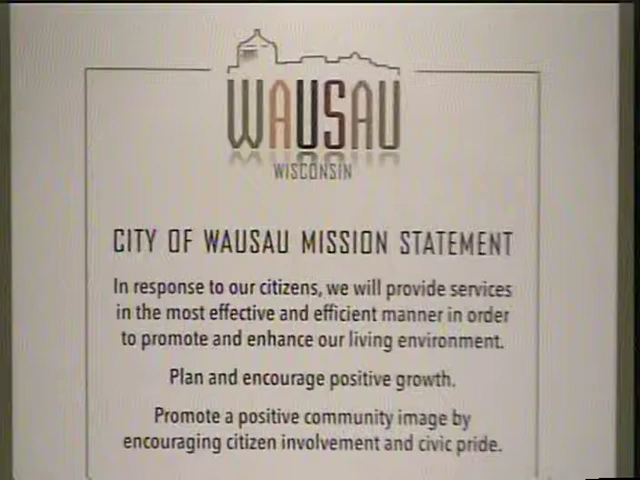 WAUSAU
WISCONSIN
CITY OF WAUSAU MISSION STATEMENT
In response to our citizens, we will provide services
in the most effective and efficient manner in order
to promote and enhance our living environment.
Plan and encourage positive growth.
Promote a positive community image by
encouraging citizen involvement and civic pride.